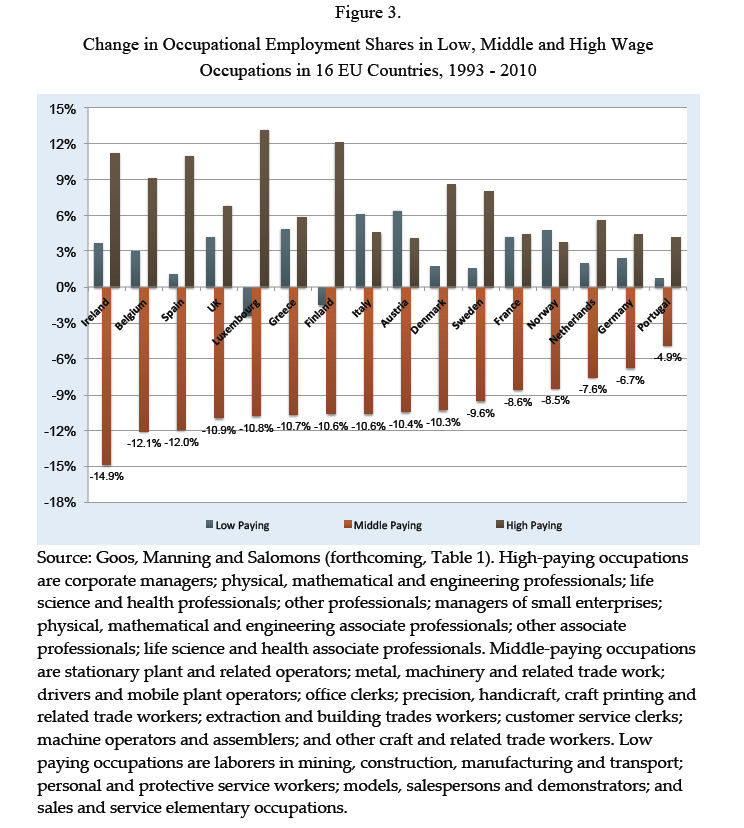 Figure 3.
Change in Occupational Employment Shares in Low, Middle and High Wage
Occupations in 16 EU Countries, 1993 - 2010
15%
12%
9%
6%
3%
0%
-3%
-6%
-9%
-12%
-15%
-18%
Ireland
Belgium
Spain
UK
Luxembourg
Greece
Finland
Italy
Austria
Denmark
Sweden
France
Norway
Netherlands
Germany
Portugal
-14.9%
-12.1%
-12.0%
-10.9%
-10.8%
-10.7%
-10.6%
-10.6%
-10.4%
-10.3%
-9.6%
-8.6%
-8.5%
-7.6%
-6.7%
-4.9%
Low Paying
Middle Paying
High Paying
Source: Goos, Manning and Salomons (forthcoming, Table 1). High-paying occupations
are corporate managers; physical, mathematical and engineering professionals; life
science and health professionals; other professionals; managers of small enterprises;
physical, mathematical and engineering associate professionals; other associate
professionals; life science and health associate professionals. Middle-paying occupations
are stationary plant and related operators; metal, machinery and related trade work;
drivers and mobile plant operators; office clerks; precision, handicraft, craft printing and
related trade workers; extraction and building trades workers; customer service clerks;
machine operators and assemblers; and other craft and related trade workers. Low
paying occupations are laborers in mining, construction, manufacturing and transport;
personal and protective service workers; models, salespersons and demonstrators; and
sales and service elementary occupations.